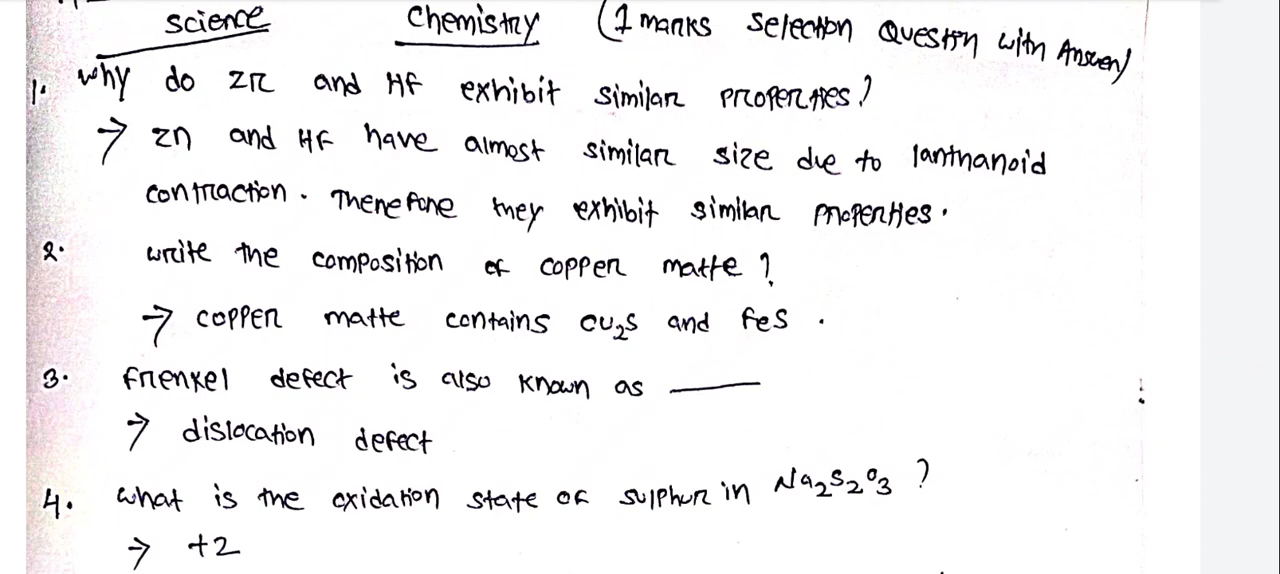 science chemistry (1 marks selection Question with Answer)
1. why do Zr and Hf exhibit similar properties?
→ zn and Hf have almost similar size due to lanthanoid
contraction. Therefore they exhibit similar properties.
2. write the composition of copper matte?
→ copper matte contains cu₂s and fes.
3. frenkel defect is also known as ____
→ dislocation defect
4. what is the oxidation state of sulphur in Na₂S₂O₃?
→ +2